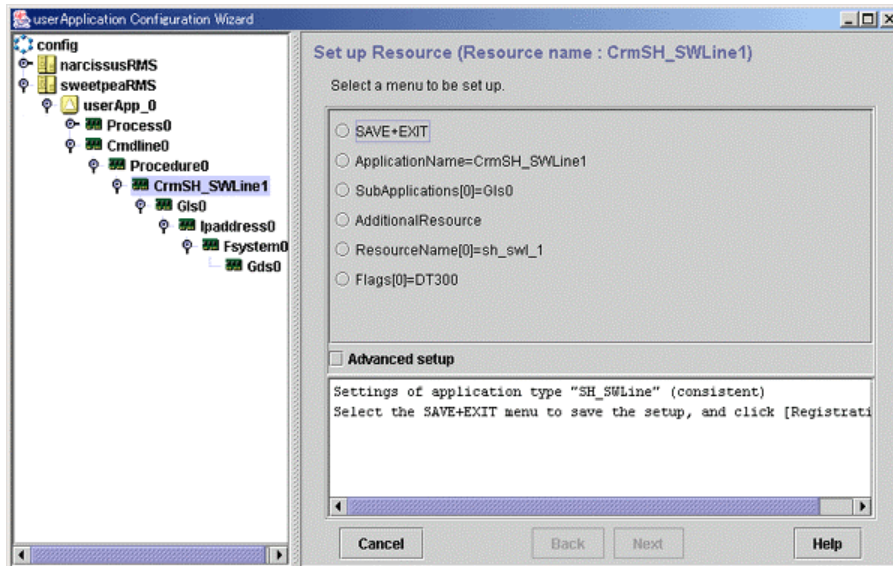 userApplication Configuration Wizard
config
narcissusRMS
sweetpeaRMS
userApp_0
Process0
Cmdline0
Procedure0
CrmSH_SWLine1
Gls0
Ipaddress0
Fsystem0
Gds0
Set up Resource (Resource name : CrmSH_SWLine1)
Select a menu to be set up.
SAVE+EXIT
ApplicationName=CrmSH_SWLine1
SubApplications[0]=Gls0
AdditionalResource
ResourceName[0]=sh_swl_1
Flags[0]=DT300
Advanced setup
Settings of application type "SH_SWLine" (consistent)
Select the SAVE+EXIT menu to save the setup, and click [Registrati
Cancel
Back
Next
Help